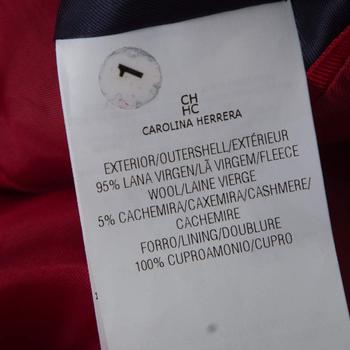 1
CH
HC
CAROLINA HERRERA
EXTERIOR/OUTERSHELL/EXTÉRIEUR
95% LANA VIRGEN/LÃ VIRGEM/FLEECE
WOOL/LAINE VIERGE
5% CACHEMIRA/CAXEMIRA/CASHMERE/
CACHEMIRE
FORRO/LINING/DOUBLURE
100% CUPROAMONIO/CUPRO